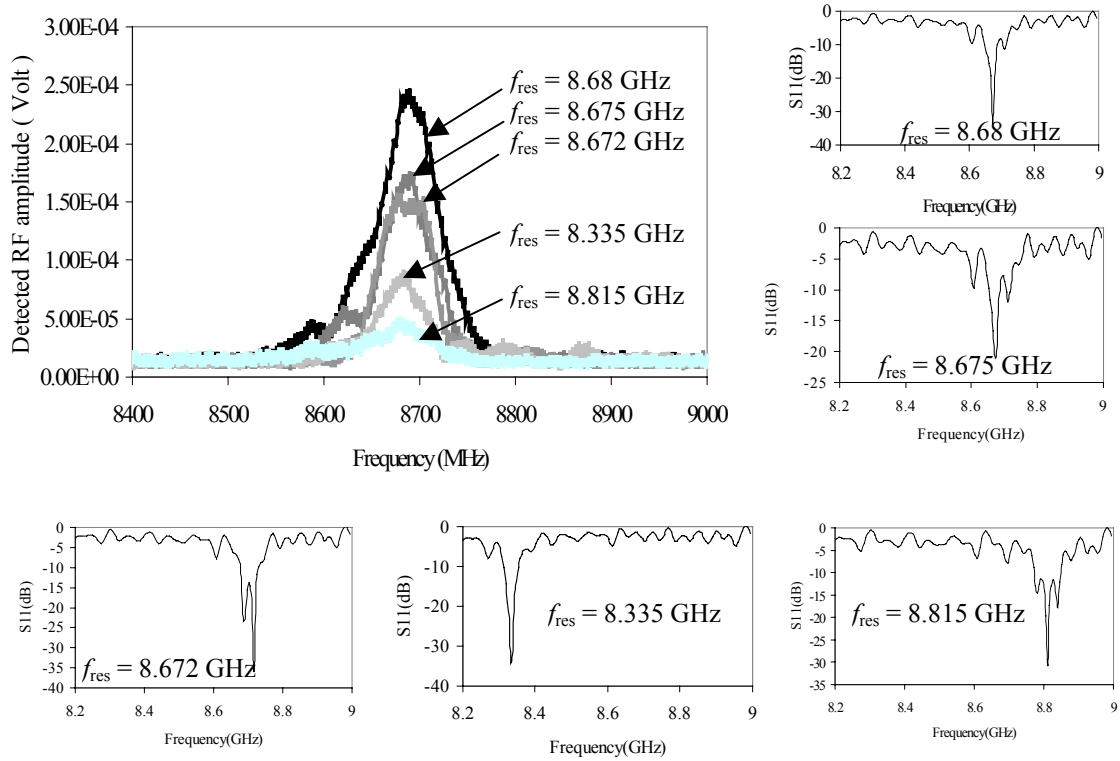 3.00E-04
2.50E-04
2.00E-04
1.50E-04
1.00E-04
5.00E-05
0.00E+00
Detected RF amplitude ( Volt )
8400 8500 8600 8700 8800 8900 9000
Frequency (MHz)
fres = 8.68 GHz
fres = 8.675 GHz
fres = 8.672 GHz
fres = 8.335 GHz
fres = 8.815 GHz
0
-10
-20
-30
-40
S11(dB)
fres = 8.68 GHz
8.2 8.4 8.6 8.8 9
Frequency(GHz)
0
-5
-10
-15
-20
-25
S11(dB)
fres = 8.675 GHz
8.2 8.4 8.6 8.8 9
Frequency(GHz)
0
-5
-10
-15
-20
-25
-30
-35
-40
S11(dB)
fres = 8.672 GHz
8.2 8.4 8.6 8.8 9
Frequency(GHz)
0
-10
-20
-30
-40
S11(dB)
fres = 8.335 GHz
8.2 8.4 8.6 8.8 9
Frequency(GHz)
0
-5
-10
-15
-20
-25
-30
-35
S11(dB)
fres = 8.815 GHz
8.2 8.4 8.6 8.8 9
Frequency(GHz)